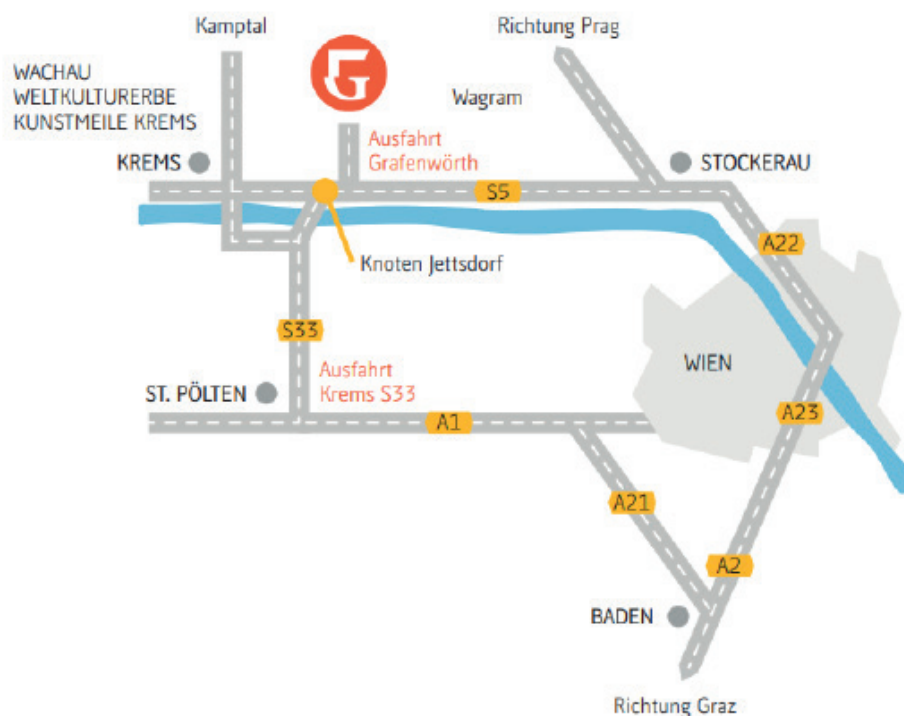 Kamptal
Richtung Prag
WACHAU
WELTKULTURERBE
KUNSTMEILE KREMS
G
Wagram
Ausfahrt
Grafenwörth
KREMS
STOCKERAU
S5
A22
Knoten Jettsdorf
S33
WIEN
Ausfahrt
Krems S33
ST. PÖLTEN
A23
A1
A21
A2
BADEN
Richtung Graz